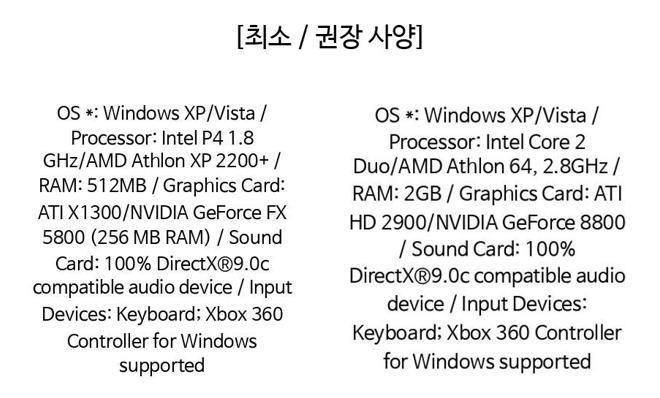 [최소 / 권장 사양]
OS *: Windows XP/Vista /
Processor: Intel P4 1.8
GHz/AMD Athlon XP 2200+ /
RAM: 512MB / Graphics Card:
ATI X1300/NVIDIA GeForce FX
5800 (256 MB RAM) / Sound
Card: 100% DirectX®9.0c
compatible audio device / Input
Devices: Keyboard; Xbox 360
Controller for Windows
supported
OS *: Windows XP/Vista /
Processor: Intel Core 2
Duo/AMD Athlon 64, 2.8GHz /
RAM: 2GB / Graphics Card: ATI
HD 2900/NVIDIA GeForce 8800
/ Sound Card: 100%
DirectX®9.0c compatible audio
device / Input Devices:
Keyboard; Xbox 360 Controller
for Windows supported